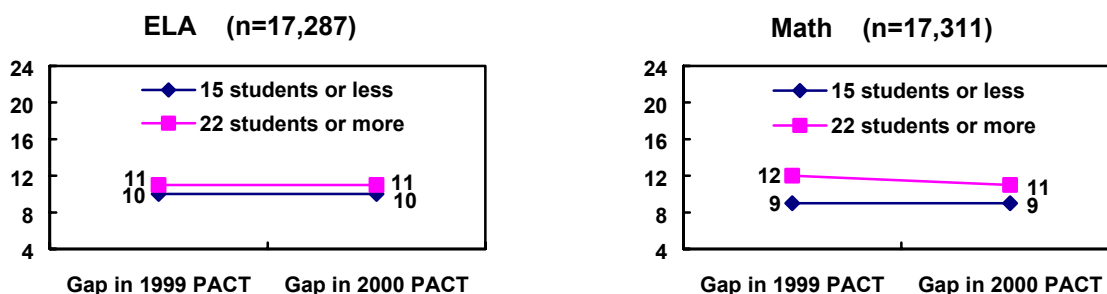 ELA (n=17,287)
24
20
16
12
8
4
15 students or less
22 students or more
11
10
11
10
Gap in 1999 PACT
Gap in 2000 PACT
Math (n=17,311)
24
20
16
12
8
4
15 students or less
22 students or more
12
9
11
9
Gap in 1999 PACT
Gap in 2000 PACT